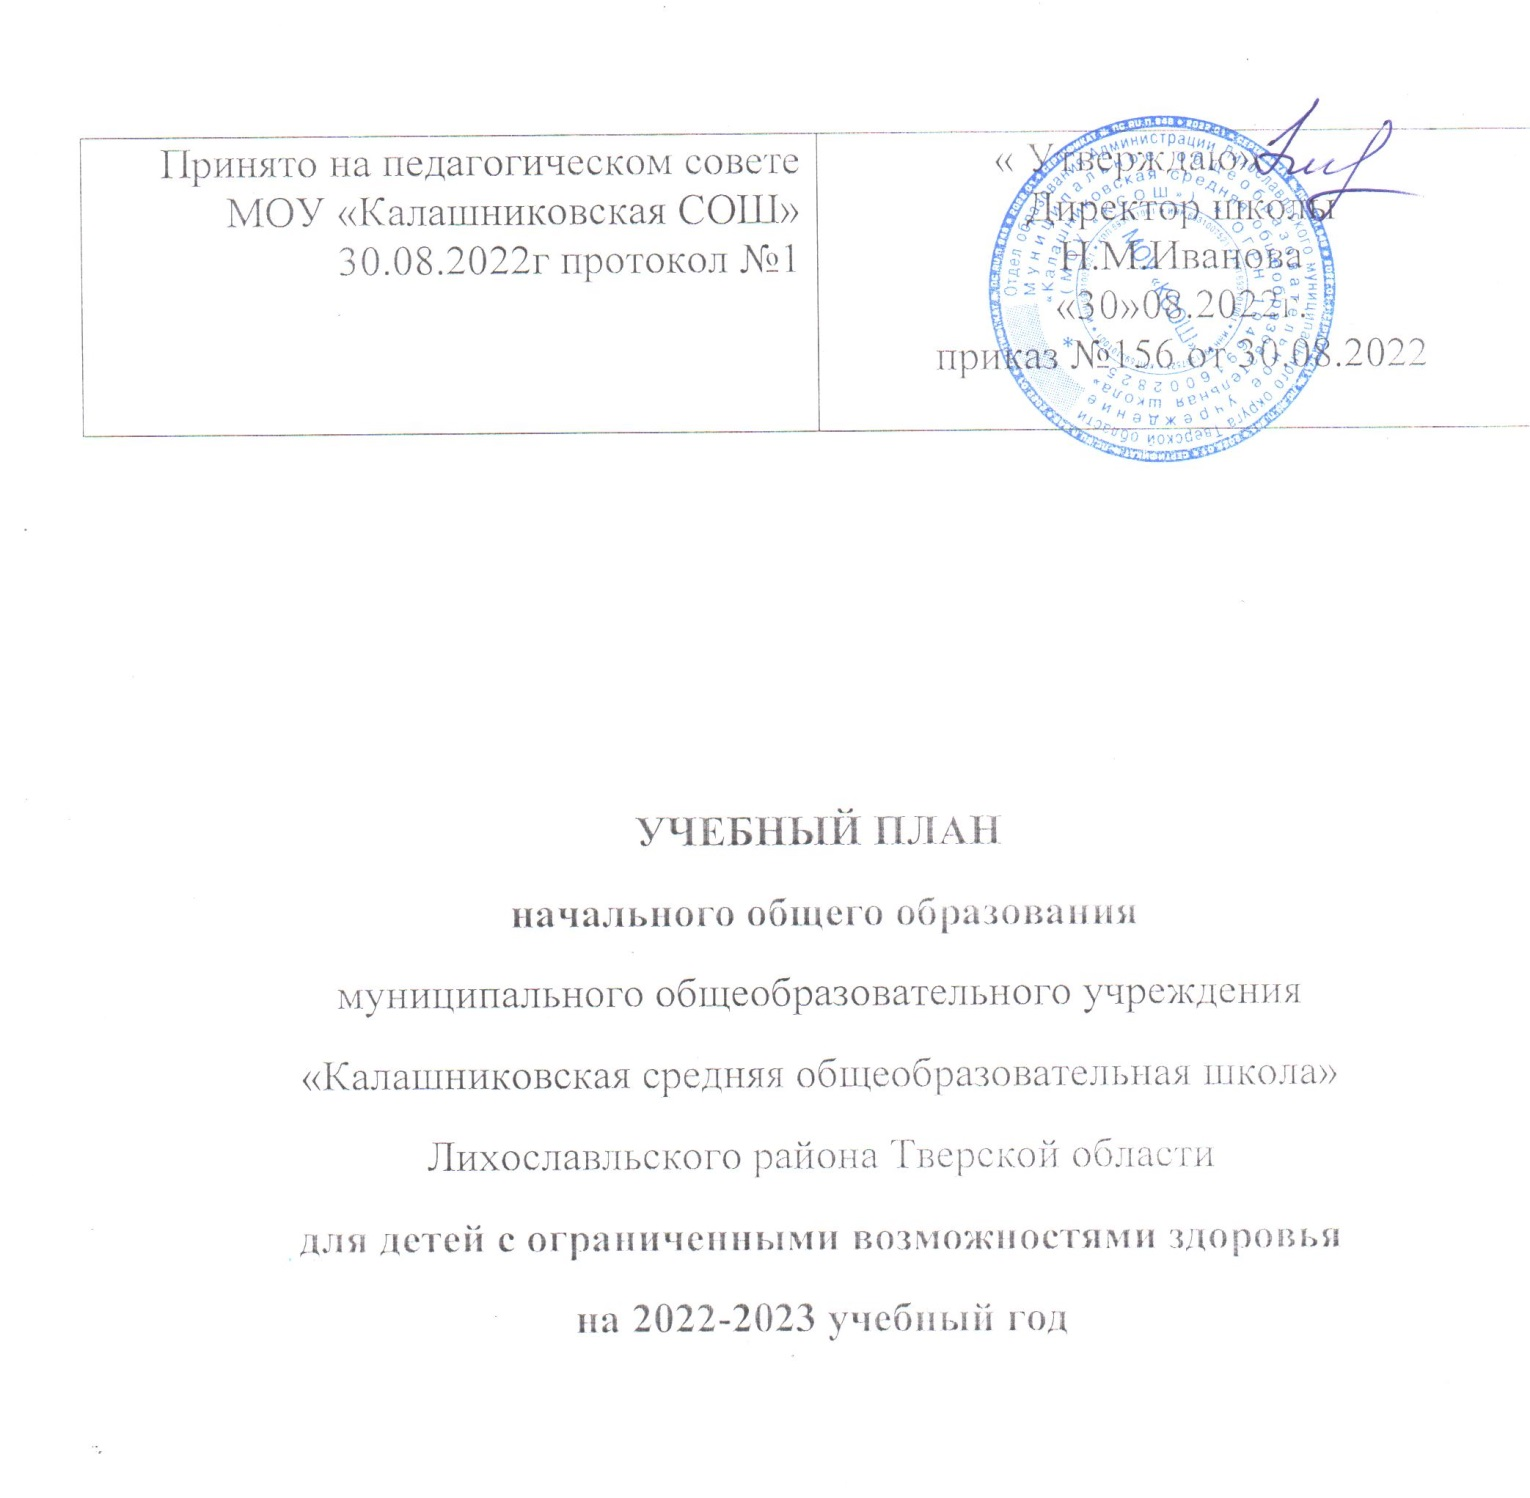 Принято на педагогическом совете
МОУ «Калашниковская СОШ»
30.08.2022г протокол №1
« Утверждаю»
Директор школы
Н.М.Иванова
«30»08.2022г.
приказ №156 от 30.08.2022
МОУ «КСОШ»
УЧЕБНЫЙ ПЛАН
начального общего образования
муниципального общеобразовательного учреждения
«Калашниковская средняя общеобразовательная школа»
Лихославльского района Тверской области
для детей с ограниченными возможностями здоровья
на 2022-2023 учебный год